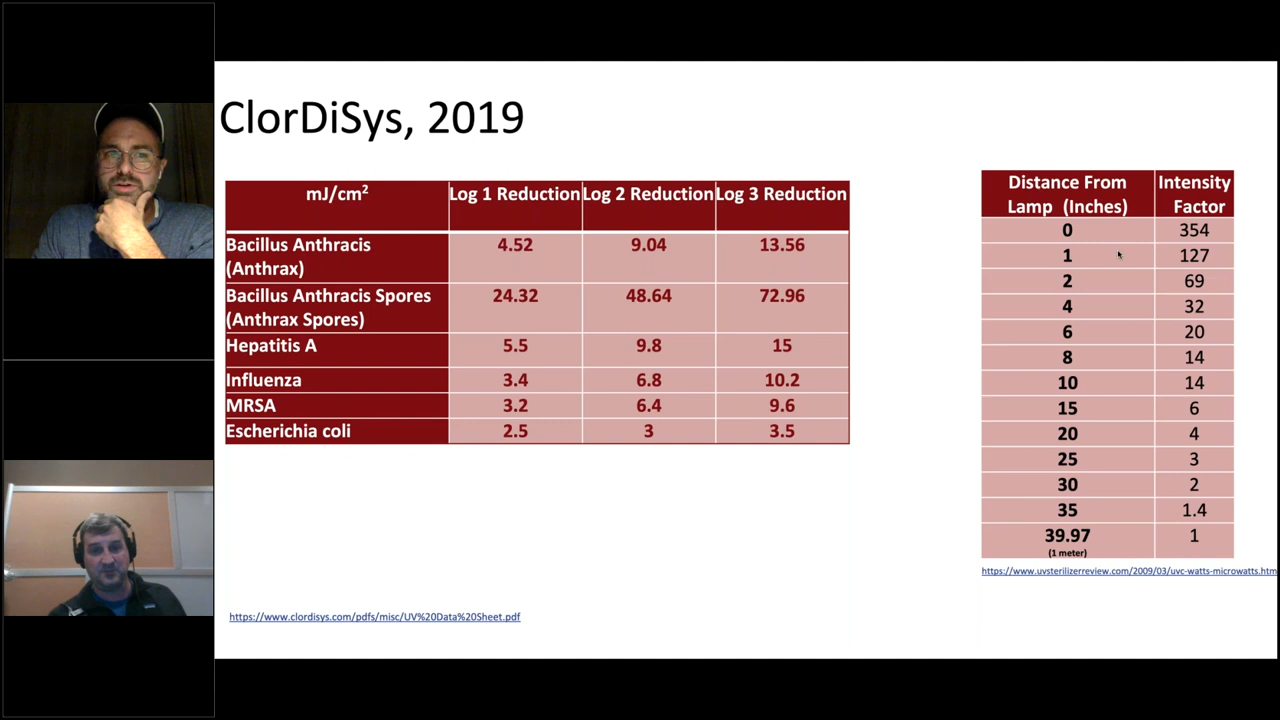 ClorDiSys, 2019
mJ/cm² Log 1 Reduction Log 2 Reduction Log 3 Reduction
Bacillus Anthracis (Anthrax) 4.52 9.04 13.56
Bacillus Anthracis Spores (Anthrax Spores) 24.32 48.64 72.96
Hepatitis A 5.5 9.8 15
Influenza 3.4 6.8 10.2
MRSA 3.2 6.4 9.6
Escherichia coli 2.5 3 3.5
https://www.clordisys.com/pdfs/misc/UV%20Data%20Sheet.pdf
Distance From Lamp (Inches) Intensity Factor
0 354
1 127
2 69
4 32
6 20
8 14
10 14
15 6
20 4
25 3
30 2
35 1.4
39.97 (1 meter) 1
https://www.uvsterilizerreview.com/2009/03/uvc-watts-microwatts.htm